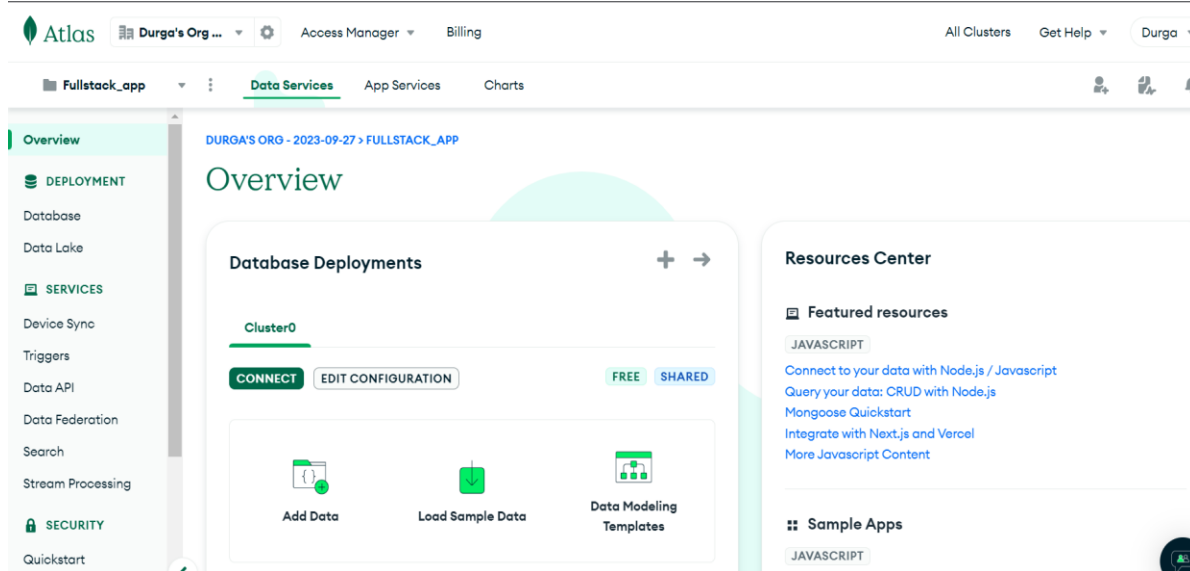 Atlas
Durga's Org ...
Access Manager
Billing
All Clusters
Get Help
Durga
Fullstack_app
Data Services
App Services
Charts
Overview
DEPLOYMENT
Database
Data Lake
SERVICES
Device Sync
Triggers
Data API
Data Federation
Search
Stream Processing
SECURITY
Quickstart
DURGA'S ORG - 2023-09-27 > FULLSTACK_APP
Overview
Database Deployments
Cluster0
CONNECT
EDIT CONFIGURATION
FREE
SHARED
{ }
Add Data
Load Sample Data
Data Modeling
Templates
Resources Center
Featured resources
JAVASCRIPT
Connect to your data with Node.js / Javascript
Query your data: CRUD with Node.js
Mongoose Quickstart
Integrate with Next.js and Vercel
More Javascript Content
Sample Apps
JAVASCRIPT